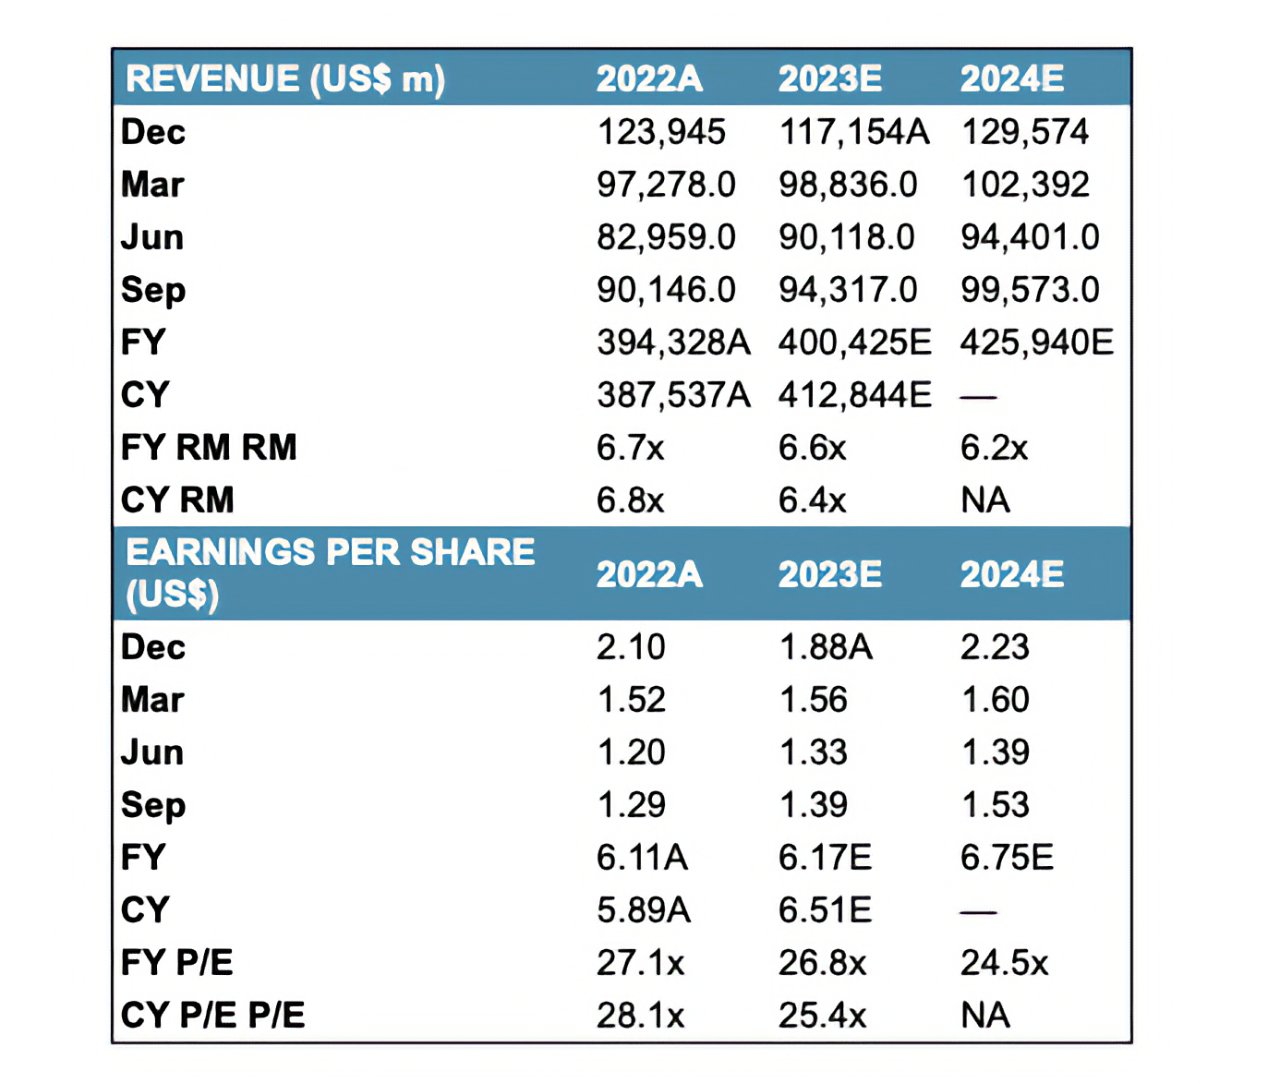 REVENUE (US$ m) 2022A 2023E 2024E
Dec 123,945 117,154A 129,574
Mar 97,278.0 98,836.0 102,392
Jun 82,959.0 90,118.0 94,401.0
Sep 90,146.0 94,317.0 99,573.0
FY 394,328A 400,425E 425,940E
CY 387,537A 412,844E —
FY RM RM 6.7x 6.6x 6.2x
CY RM 6.8x 6.4x NA
EARNINGS PER SHARE
(US$) 2022A 2023E 2024E
Dec 2.10 1.88A 2.23
Mar 1.52 1.56 1.60
Jun 1.20 1.33 1.39
Sep 1.29 1.39 1.53
FY 6.11A 6.17E 6.75E
CY 5.89A 6.51E —
FY P/E 27.1x 26.8x 24.5x
CY P/E P/E 28.1x 25.4x NA